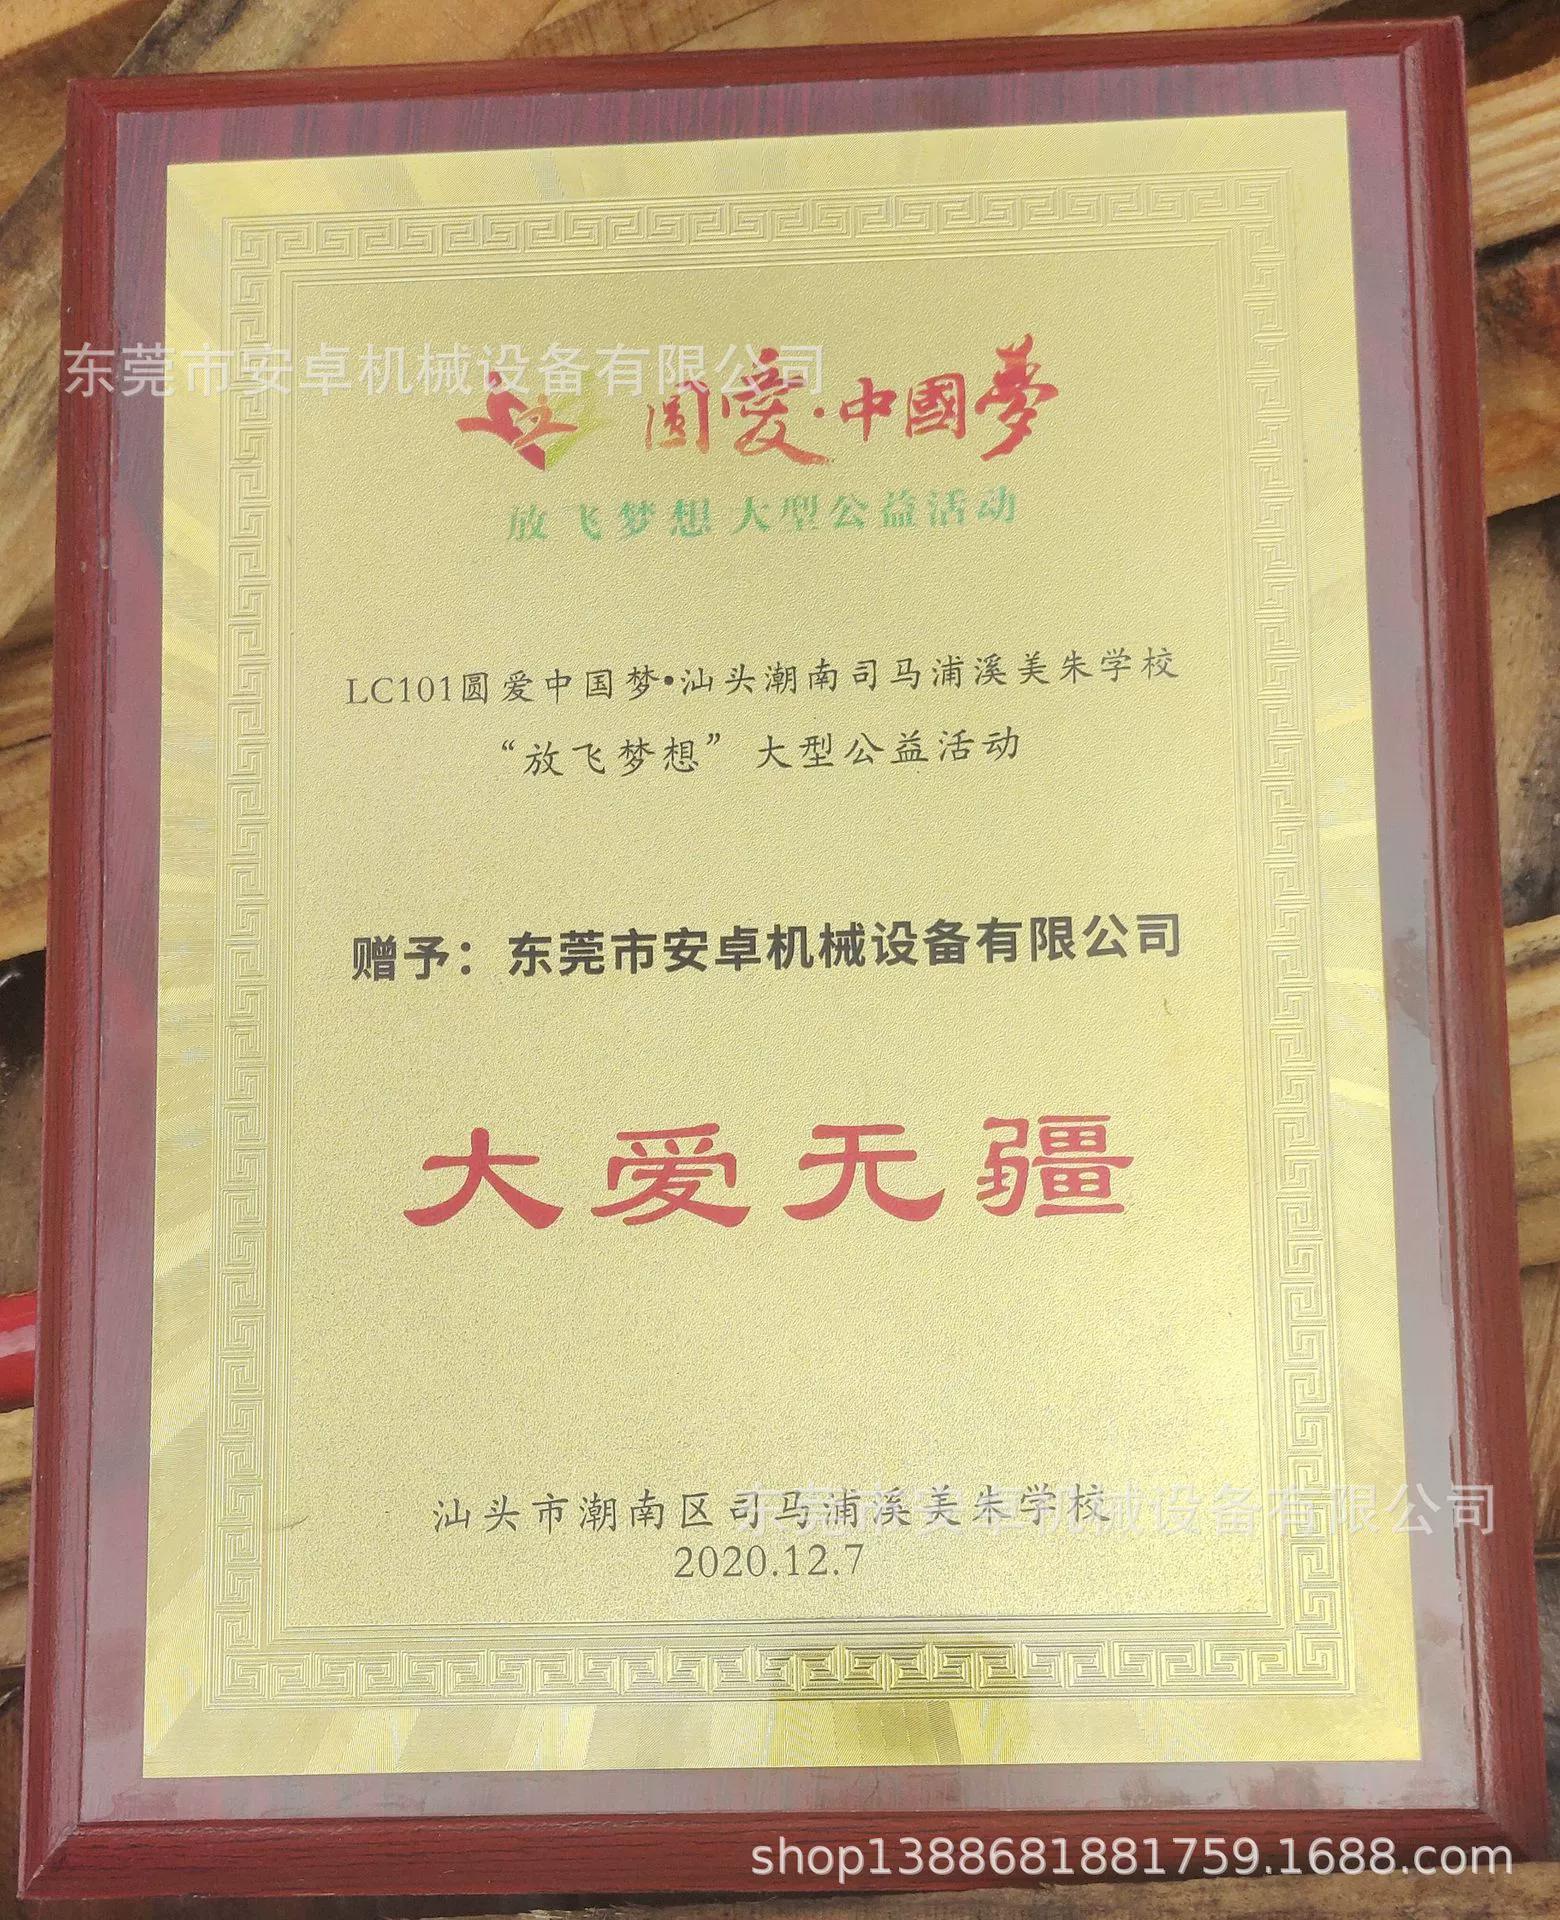 东莞市安卓机械设备有限公司
圆愛·中國夢
放飞梦想 大型公益活动
LC101圆爱中国梦•汕头潮南司马浦溪美朱学校
“放飞梦想” 大型公益活动
赠予：东莞市安卓机械设备有限公司
大爱无疆
汕头市潮南区司马浦溪美朱学校
东莞市安卓机械设备有限公司
2020.12.7
shop1388681881759.1688.com